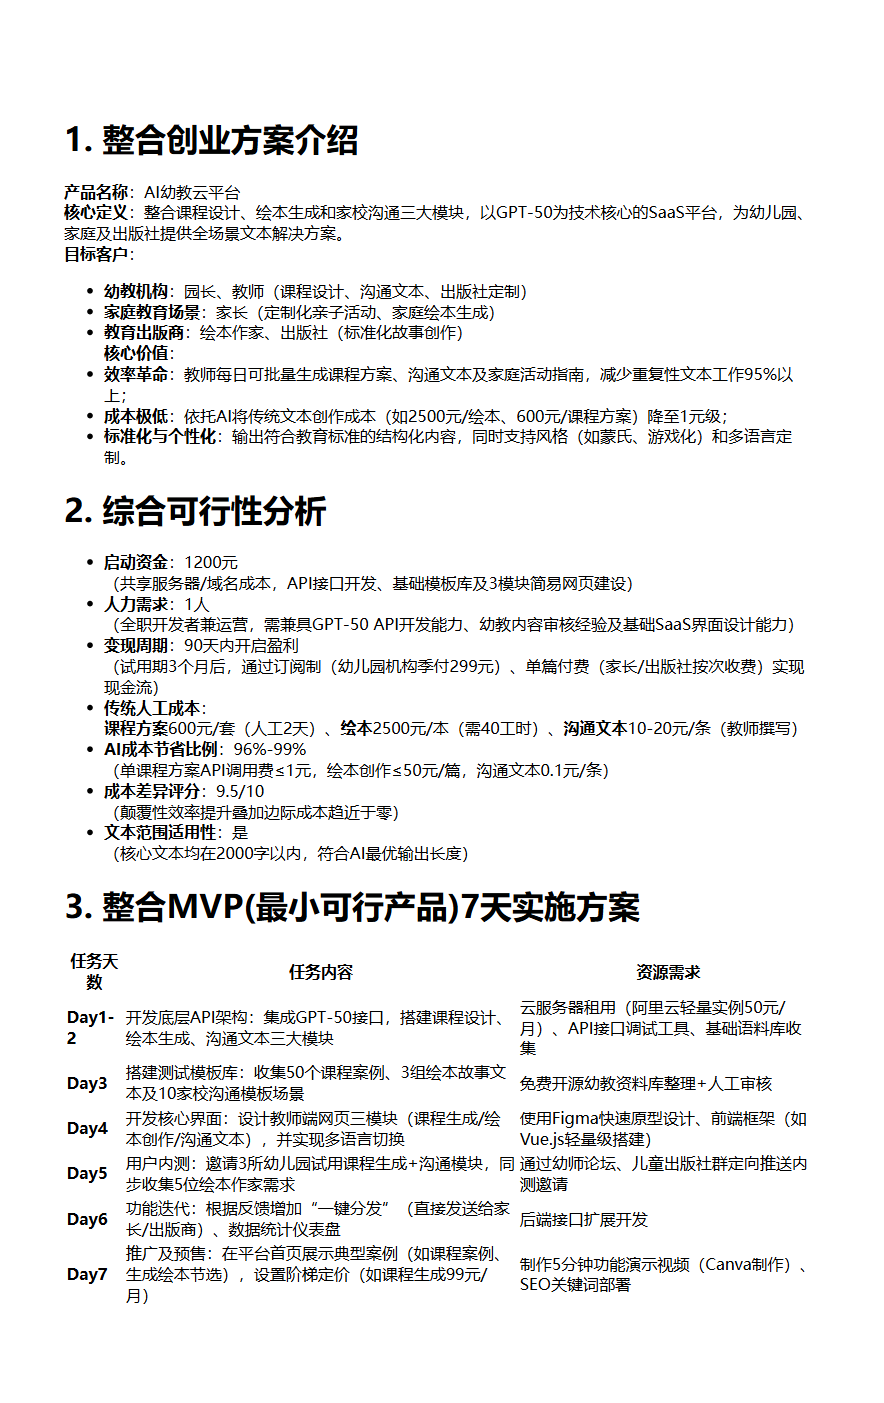 1. 整合创业方案介绍
产品名称：AI幼教云平台
核心定义：整合课程设计、绘本生成和家校沟通三大模块，以GPT-50为技术核心的SaaS平台，为幼儿园、
家庭及出版社提供全场景文本解决方案。
目标客户：
• 幼教机构：园长、教师（课程设计、沟通文本、出版社定制）
• 家庭教育场景：家长（定制化亲子活动、家庭绘本生成）
• 教育出版商：绘本作家、出版社（标准化故事创作）
核心价值：
• 效率革命：教师每日可批量生成课程方案、沟通文本及家庭活动指南，减少重复性文本工作95%以
上；
• 成本极低：依托AI将传统文本创作成本（如2500元/绘本、600元/课程方案）降至1元级；
• 标准化与个性化：输出符合教育标准的结构化内容，同时支持风格（如蒙氏、游戏化）和多语言定
制。
2. 综合可行性分析
• 启动资金：1200元
（共享服务器/域名成本，API接口开发、基础模板库及3模块简易网页建设）
• 人力需求：1人
（全职开发者兼运营，需兼具GPT-50 API开发能力、幼教内容审核经验及基础SaaS界面设计能力）
• 变现周期：90天内开启盈利
（试用期3个月后，通过订阅制（幼儿园机构季付299元）、单篇付费（家长/出版社按次收费）实现
现金流）
• 传统人工成本：
课程方案600元/套（人工2天）、绘本2500元/本（需40工时）、沟通文本10-20元/条（教师撰写）
• AI成本节省比例：96%-99%
（单课程方案API调用费≤1元，绘本创作≤50元/篇，沟通文本0.1元/条）
• 成本差异评分：9.5/10
（颠覆性效率提升叠加边际成本趋近于零）
• 文本范围适用性：是
（核心文本均在2000字以内，符合AI最优输出长度）
3. 整合MVP(最小可行产品)7天实施方案
任务天
数
任务内容
资源需求
Day1-
2
开发底层API架构：集成GPT-50接口，搭建课程设计、
绘本生成、沟通文本三大模块
云服务器租用（阿里云轻量实例50元/
月）、API接口调试工具、基础语料库收
集
Day3
搭建测试模板库：收集50个课程案例、3组绘本故事文
本及10家校沟通模板场景
免费开源幼教资料库整理+人工审核
Day4
开发核心界面：设计教师端网页三模块（课程生成/绘
本创作/沟通文本），并实现多语言切换
使用Figma快速原型设计、前端框架（如
Vue.js轻量级搭建）
Day5
用户内测：邀请3所幼儿园试用课程生成+沟通模块，同
步收集5位绘本作家需求
通过幼师论坛、儿童出版社群定向推送内
测邀请
Day6
功能迭代：根据反馈增加“一键分发”（直接发送给家
长/出版商）、数据统计仪表盘
后端接口扩展开发
Day7
推广及预售：在平台首页展示典型案例（如课程案例、
生成绘本节选），设置阶梯定价（如课程生成99元/
月）
制作5分钟功能演示视频（Canva制作）、
SEO关键词部署